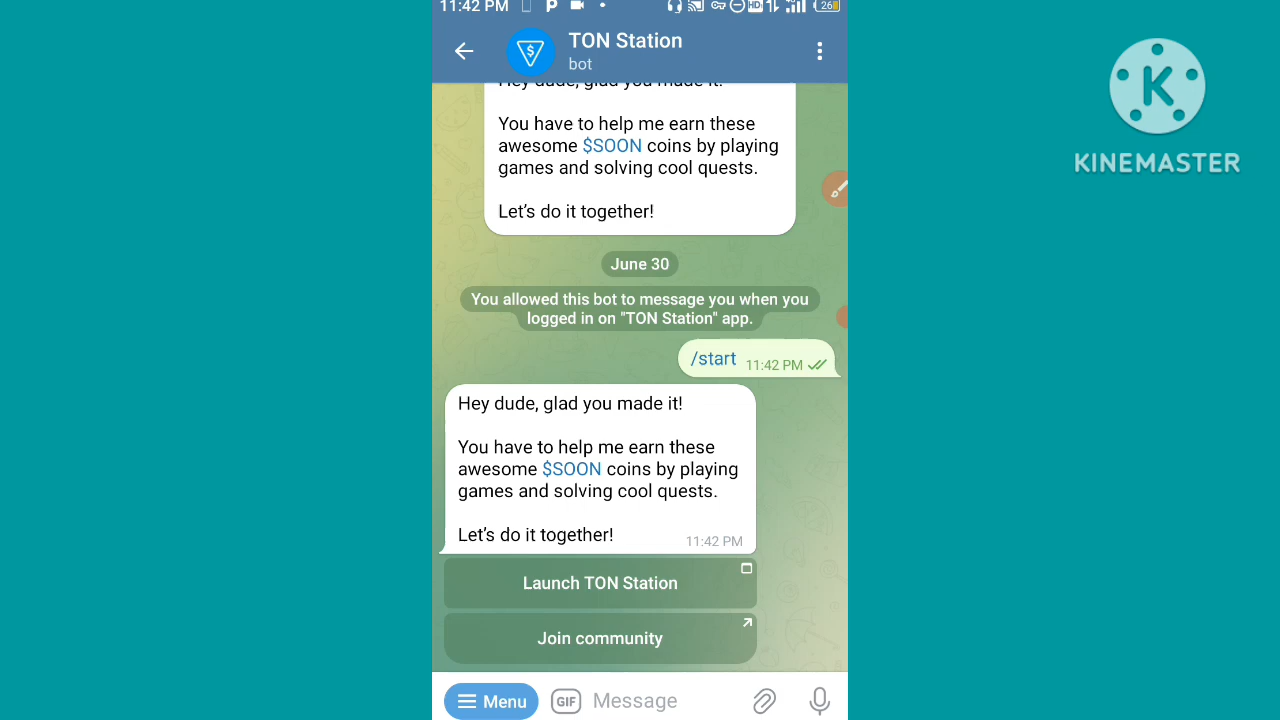 11:42 PM
26
TON Station
bot
Hey dude, glad you made it!
You have to help me earn these
awesome $SOON coins by playing
games and solving cool quests.
Let's do it together!
June 30
You allowed this bot to message you when you
logged in on "TON Station" app.
/start 11:42 PM
Hey dude, glad you made it!
You have to help me earn these
awesome $SOON coins by playing
games and solving cool quests.
Let's do it together!
11:42 PM
Launch TON Station
Join community
Menu GIF Message
K
KINEMASTER